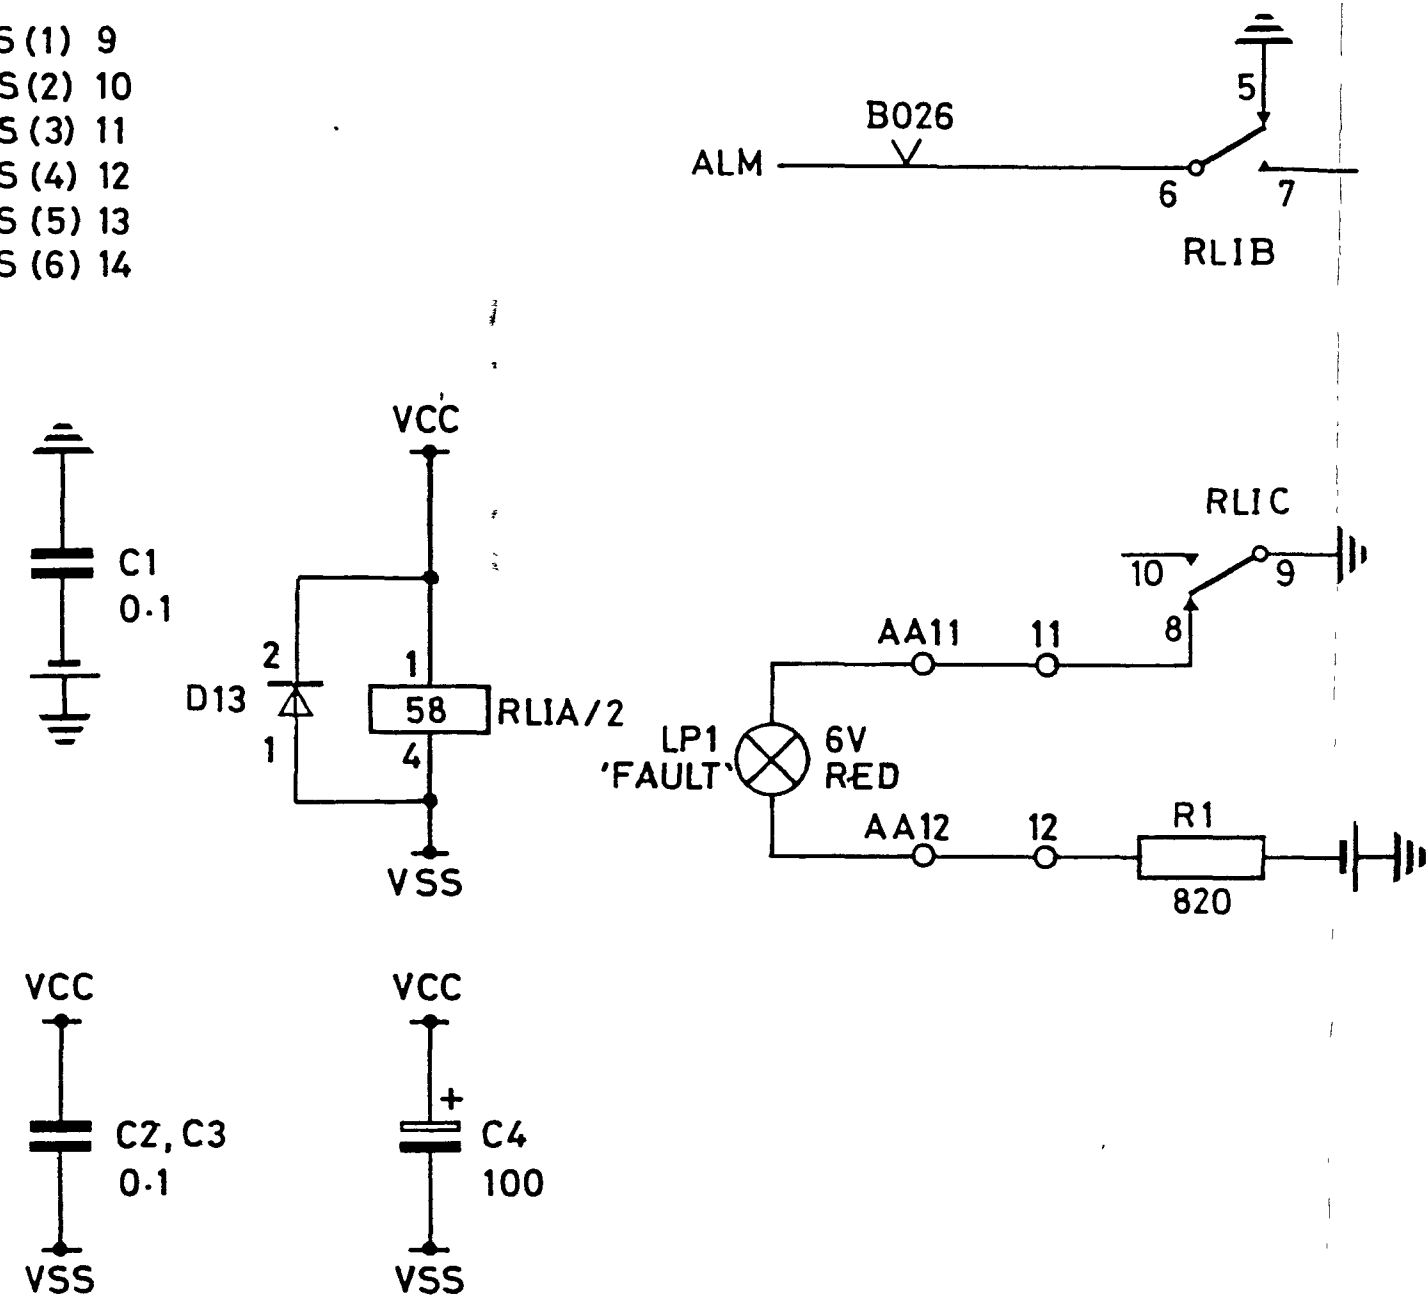 S (1) 9
S (2) 10
S (3) 11
S (4) 12
S (5) 13
S (6) 14
5
B026
ALM
6
7
RLIB
VCC
C1
0.1
2
D13
1
1
58
RLIA/2
4
VSS
RLIC
10
9
8
AA11
11
LP1
'FAULT'
6V
RED
AA12
12
R1
820
VCC
C2, C3
0.1
VSS
VCC
+
C4
100
VSS